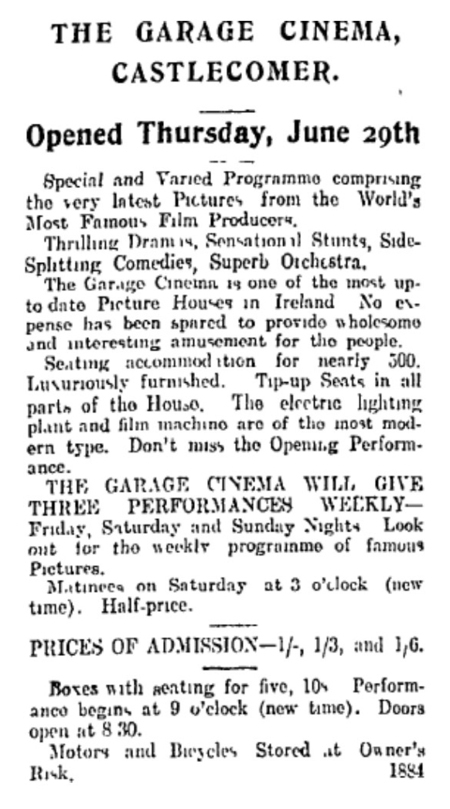 THE GARAGE CINEMA,
CASTLECOMER.
Opened Thursday, June 29th
Special and Varied Programme comprising
the very latest Pictures from the World's
Most Famous Film Producers.
Thrilling Dramas, Sensational Stunts, Side-
Splitting Comedies, Superb Orchestra.
The Garage Cinema is one of the most up-
to date Picture Houses in Ireland No ex-
pense has been spared to provide wholesome
and interesting amusement for the people.
Seating accommodation for nearly 500.
Luxuriously furnished. Tip-up Seats in all
parts of the House. The electric lighting
plant and film machine are of the most mod-
ern type. Don't miss the Opening Perform-
ance.
THE GARAGE CINEMA WILL GIVE
THREE PERFORMANCES WEEKLY—
Friday, Saturday and Sunday Nights Look
out for the weekly programme of famous
Pictures.
Matinees on Saturday at 3 o'clock (new
time). Half-price.
PRICES OF ADMISSION—1/-, 1/3, and 1/6.
Boxes with seating for five, 10s Perform-
ance begins at 9 o'clock (new time). Doors
open at 8 30.
Motors and Bicycles Stored at Owner's
Risk. 1884